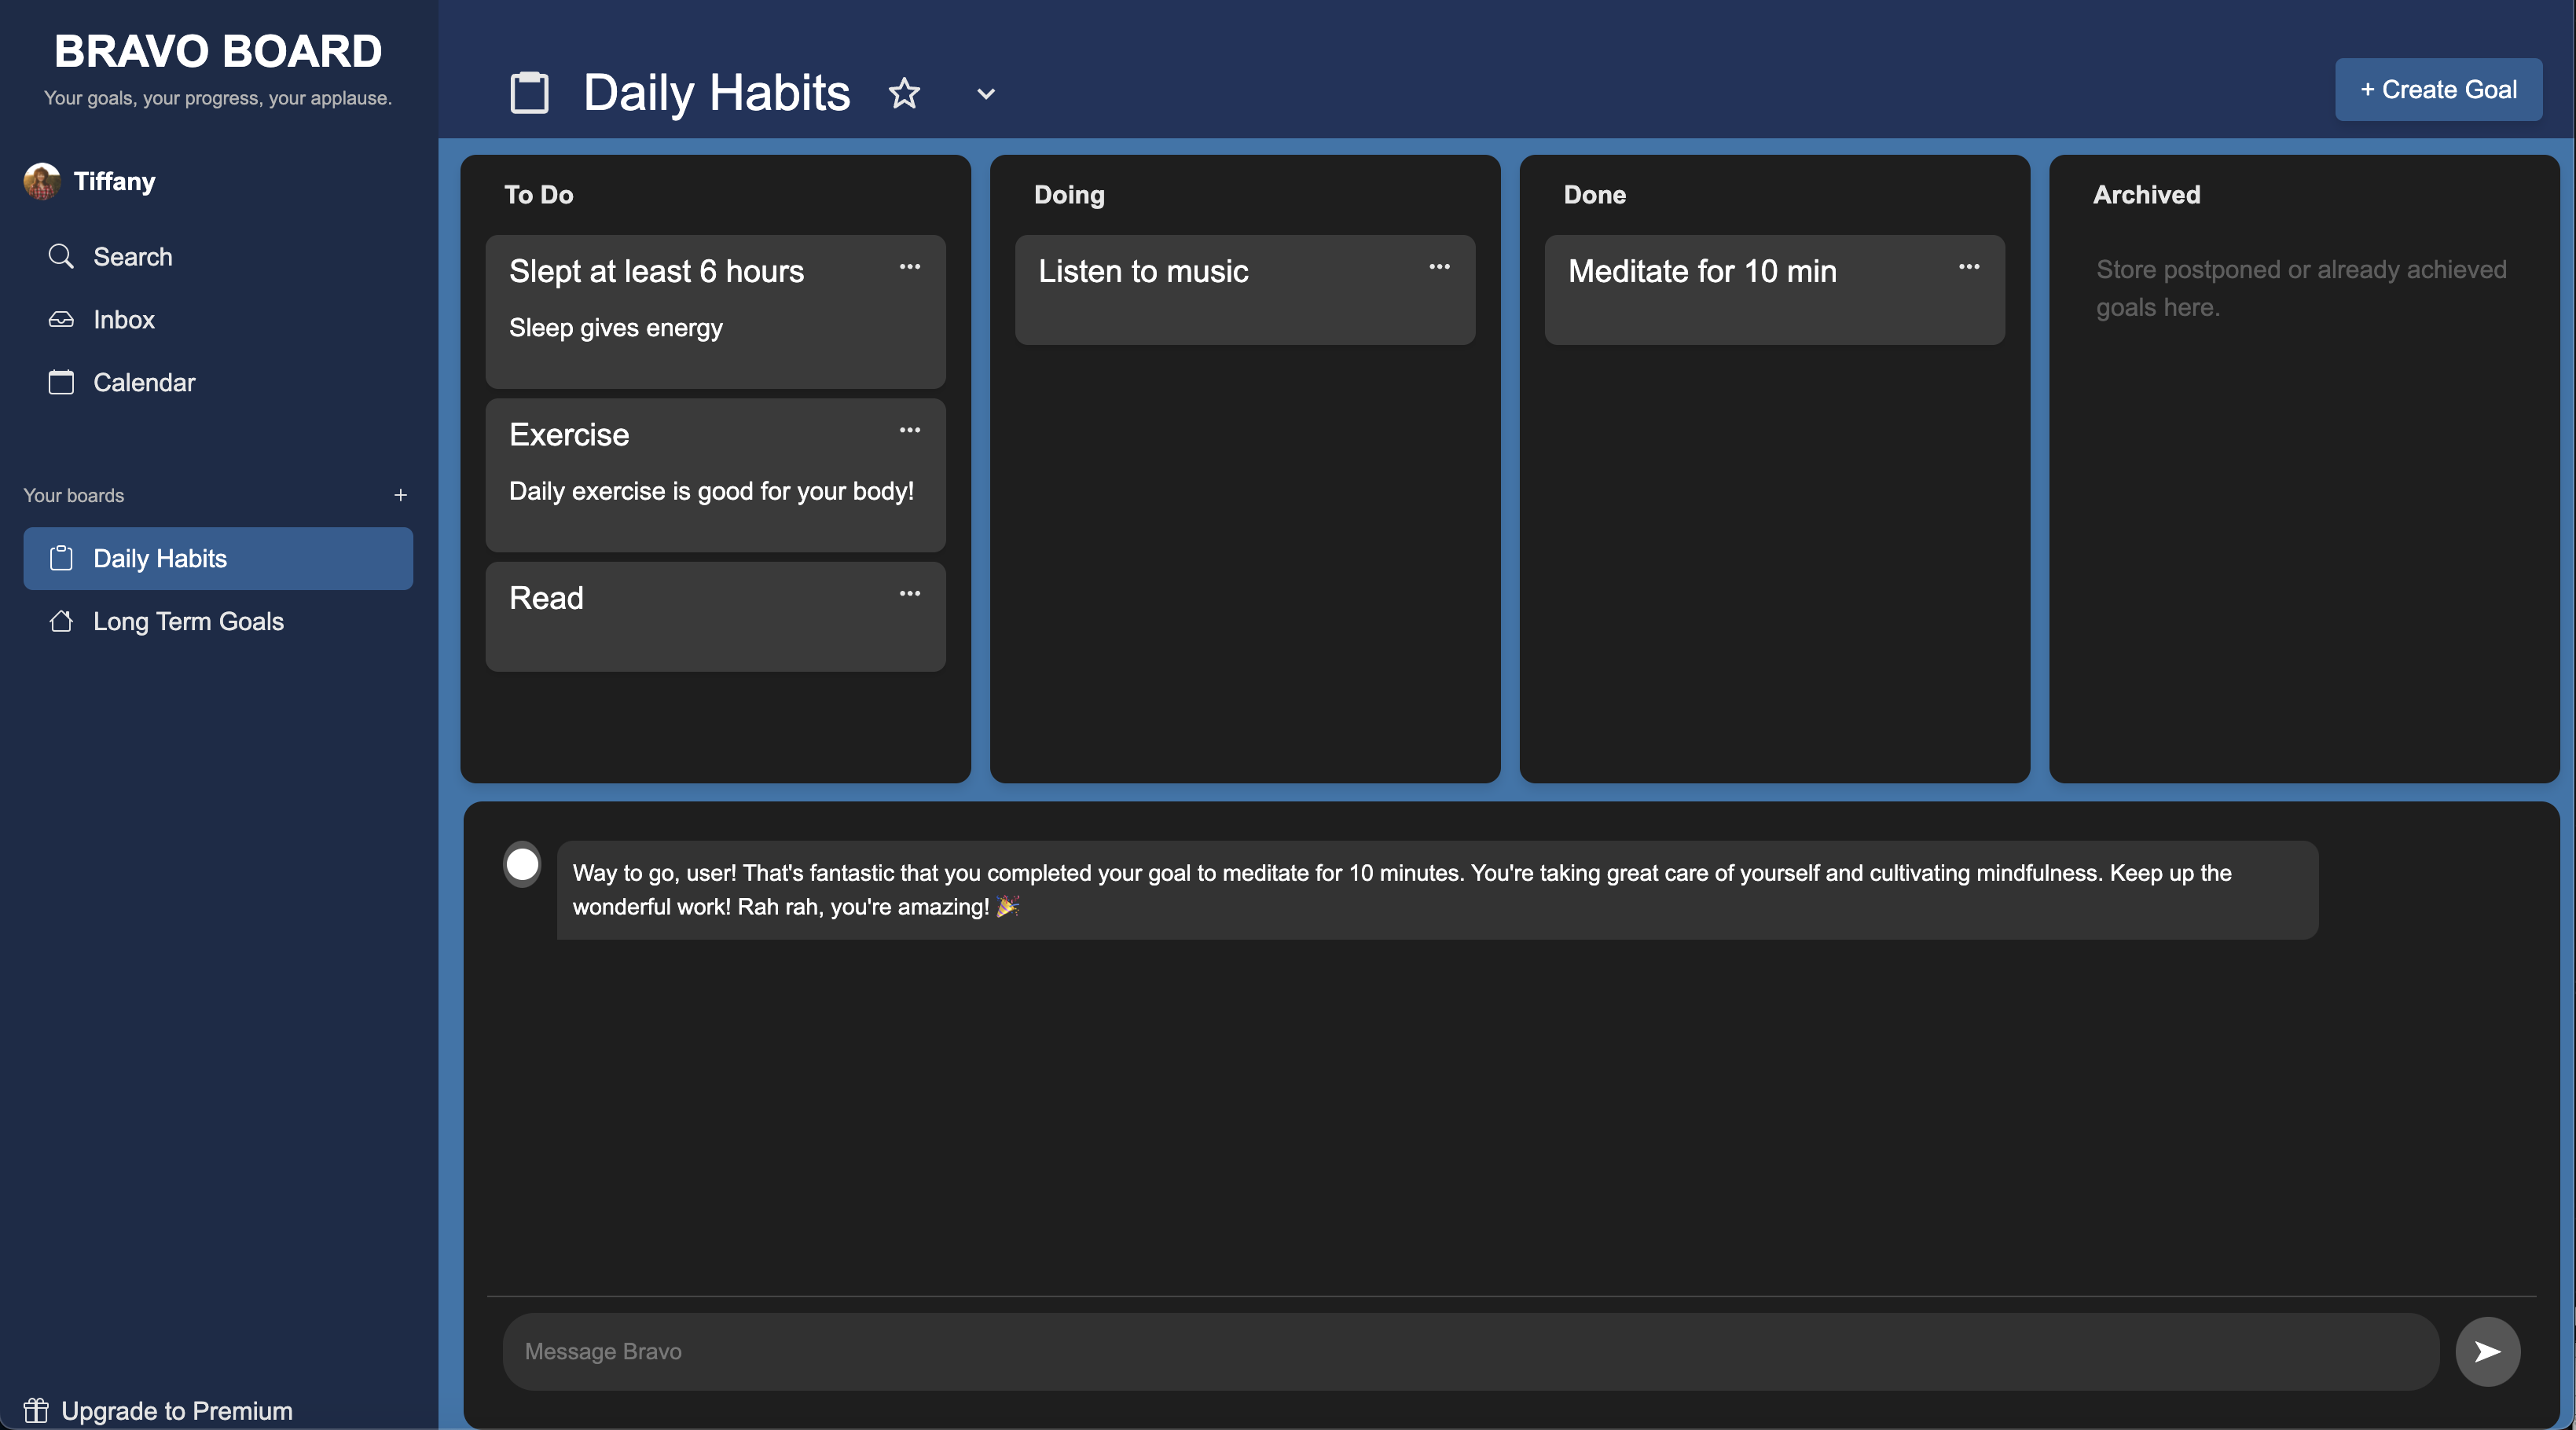 BRAVO BOARD
Your goals, your progress, your applause.
Tiffany
Search
Inbox
Calendar
Your boards +
Daily Habits
Long Term Goals
Upgrade to Premium
Daily Habits
+ Create Goal
To Do
Slept at least 6 hours
Sleep gives energy
Exercise
Daily exercise is good for your body!
Read
Doing
Listen to music
Done
Meditate for 10 min
Archived
Store postponed or already achieved
goals here.
Way to go, user! That's fantastic that you completed your goal to meditate for 10 minutes. You're taking great care of yourself and cultivating mindfulness. Keep up the
wonderful work! Rah rah, you're amazing! 🎉
Message Bravo